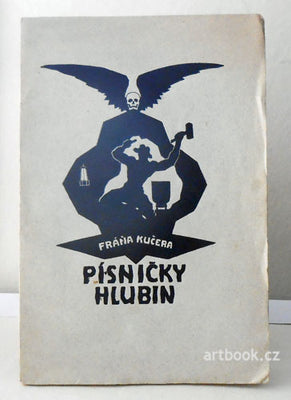 FRÁŇA KUČERA
PÍSNIČKY
HLUBIN
artbook.cz